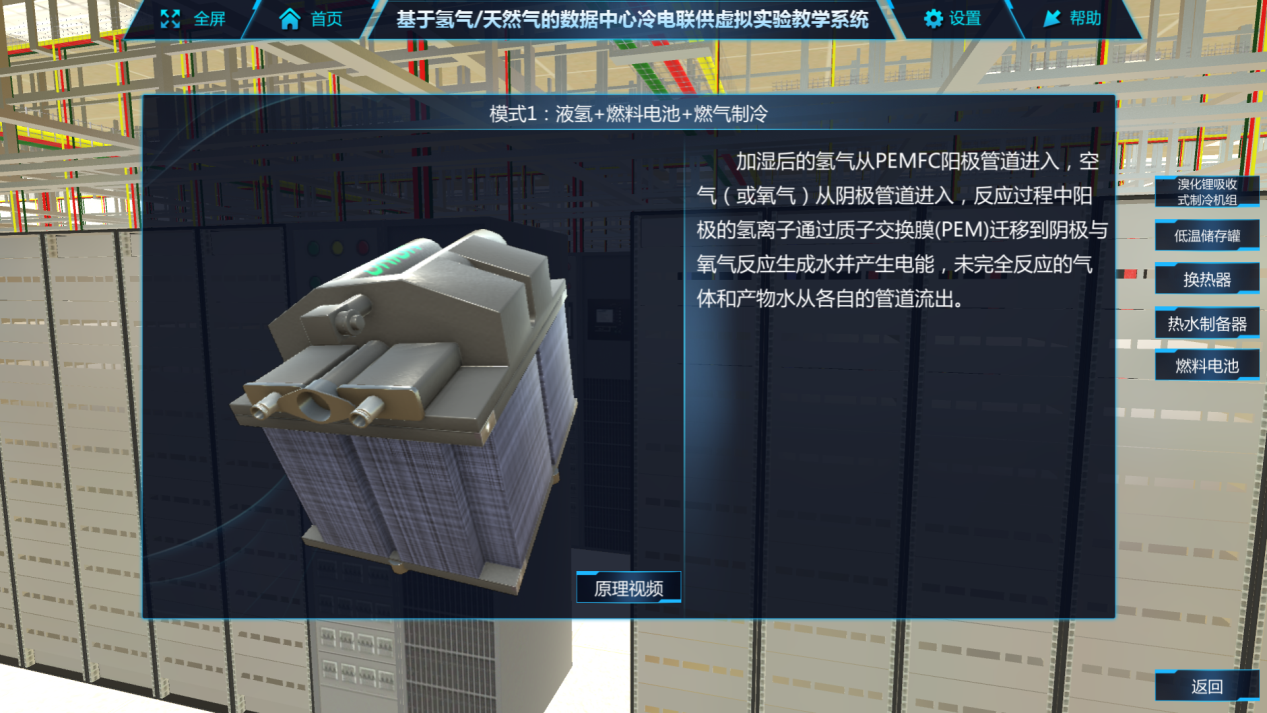 全屏
首页
基于氢气/天然气的数据中心冷电联供虚拟实验教学系统
设置
帮助
模式1：液氢+燃料电池+燃气制冷
加湿后的氢气从PEMFC阳极管道进入，空
气（或氧气）从阴极管道进入，反应过程中阳
极的氢离子通过质子交换膜(PEM)迁移到阴极与
氧气反应生成水并产生电能，未完全反应的气
体和产物水从各自的管道流出。
原理视频
溴化锂吸收
式制冷机组
低温储存罐
换热器
热水制备器
燃料电池
返回